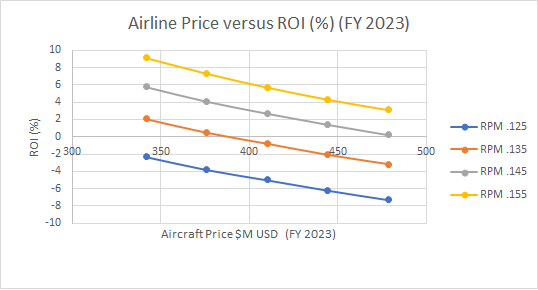 Airline Price versus ROI (%) (FY 2023)
10
8
6
4
2
0
-2
-4
-6
-8
-10
300
350
400
450
500
ROI (%)
Aircraft Price $M USD (FY 2023)
RPM .125
RPM .135
RPM .145
RPM .155